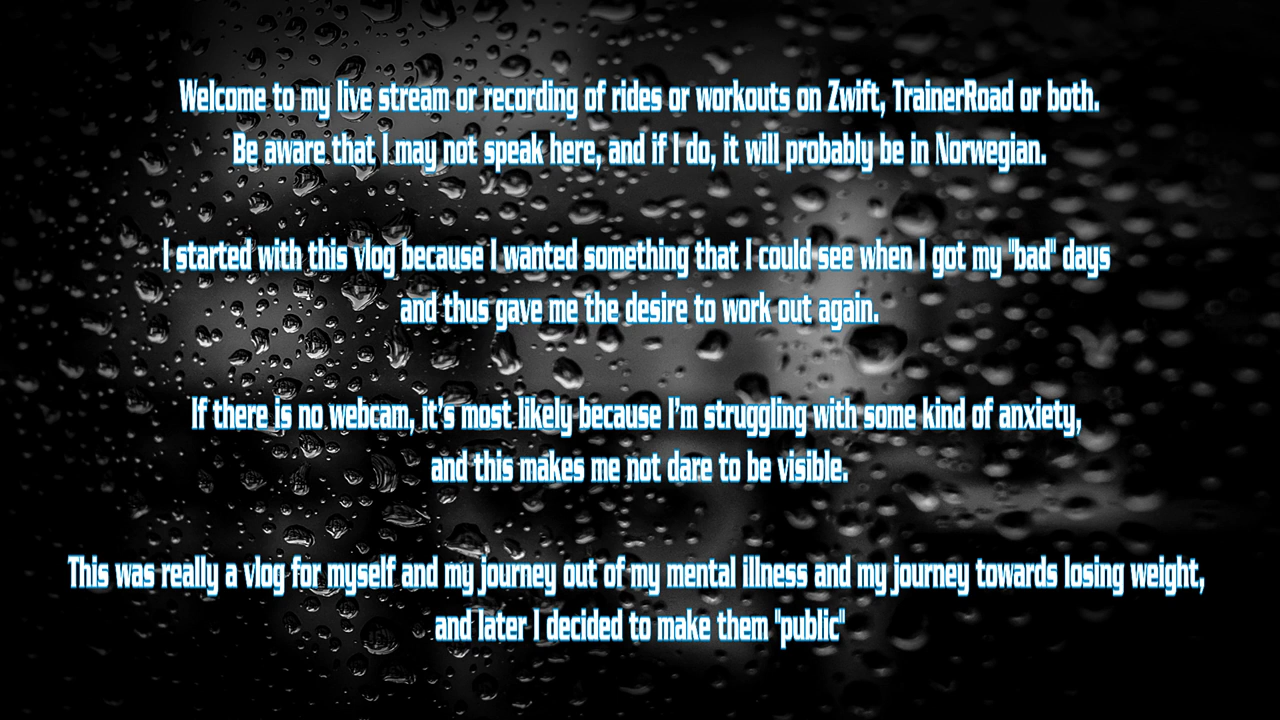 Welcome to my live stream or recording of rides or workouts on Zwift, TrainerRoad or both.
Be aware that I may not speak here, and if I do, it will probably be in Norwegian.
I started with this vlog because I wanted something that I could see when I got my "bad" days
and thus gave me the desire to work out again.
If there is no webcam, it's most likely because I'm struggling with some kind of anxiety,
and this makes me not dare to be visible.
This was really a vlog for myself and my journey out of my mental illness and my journey towards losing weight,
and later I decided to make them "public"